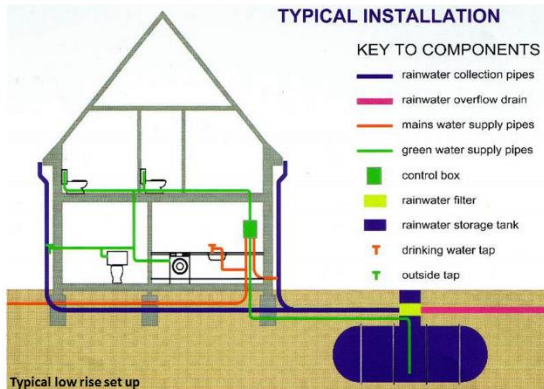 TYPICAL INSTALLATION
KEY TO COMPONENTS
rainwater collection pipes
rainwater overflow drain
mains water supply pipes
green water supply pipes
control box
rainwater filter
rainwater storage tank
drinking water tap
outside tap
Typical low rise set up